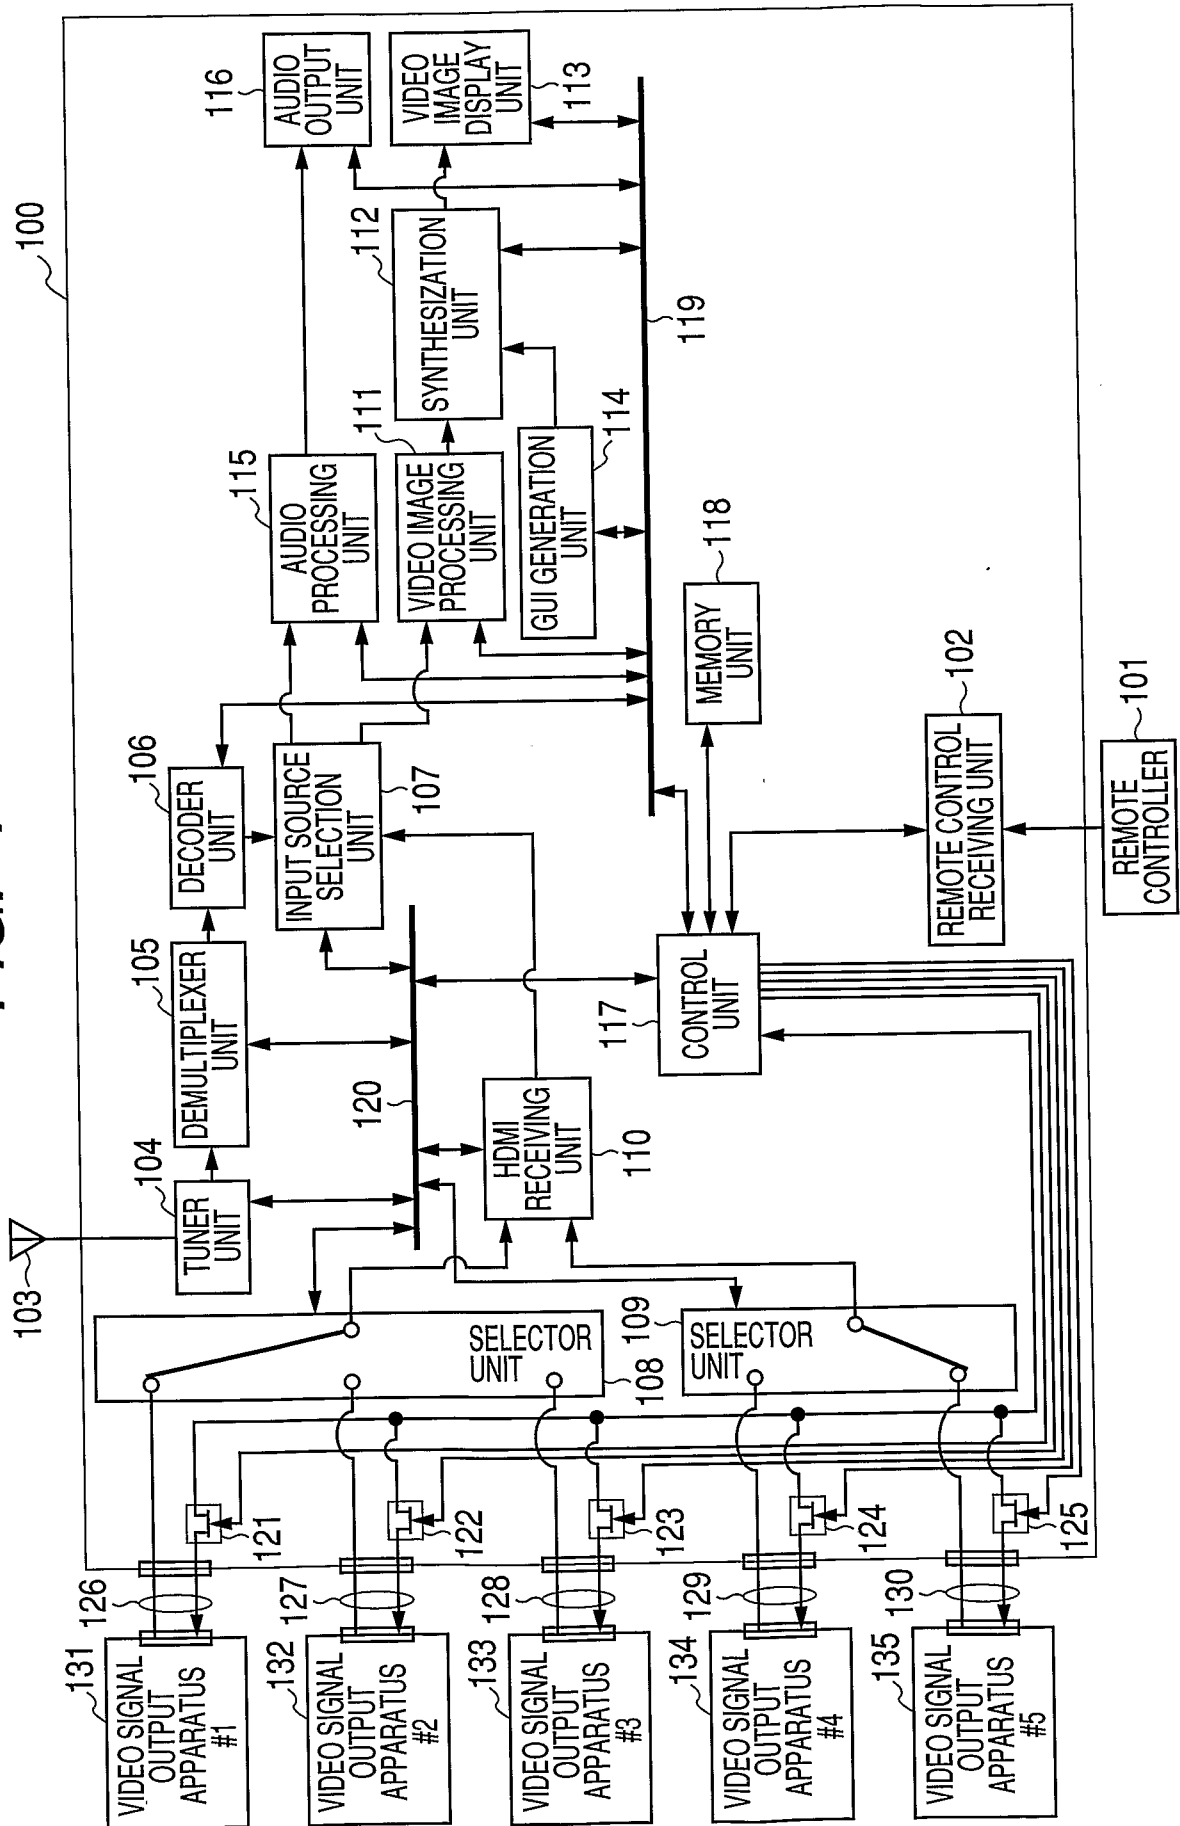 100
116
AUDIO
OUTPUT
UNIT
VIDEO
IMAGE
DISPLAY
UNIT
113
112
SYNTHESIZATION
UNIT
119
115
AUDIO
PROCESSING
UNIT
111
VIDEO IMAGE
PROCESSING
UNIT
GUI GENERATION
UNIT
114
118
MEMORY
UNIT
106
DECODER
UNIT
INPUT SOURCE
SELECTION
UNIT
107
102
REMOTE CONTROL
RECEIVING UNIT
101
REMOTE
CONTROLLER
105
DEMULTIPLEXER
UNIT
120
117
CONTROL
UNIT
104
TUNER
UNIT
HDMI
RECEIVING
UNIT
110
103
SELECTOR
UNIT
108
109
SELECTOR
UNIT
121
122
123
124
125
126
127
128
129
130
131
VIDEO SIGNAL
OUTPUT
APPARATUS
#1
132
VIDEO SIGNAL
OUTPUT
APPARATUS
#2
133
VIDEO SIGNAL
OUTPUT
APPARATUS
#3
134
VIDEO SIGNAL
OUTPUT
APPARATUS
#4
135
VIDEO SIGNAL
OUTPUT
APPARATUS
#5